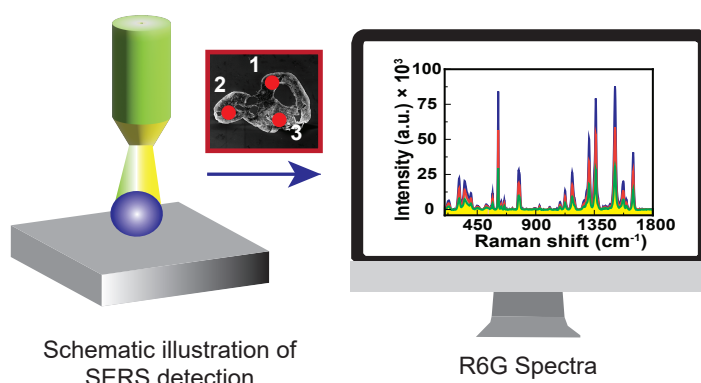 1
2
3
Intensity (a.u.) × 10³
100
75
50
25
0
450 900 1350 1800
Raman shift (cm⁻¹)
Schematic illustration of
SERS detection
R6G Spectra